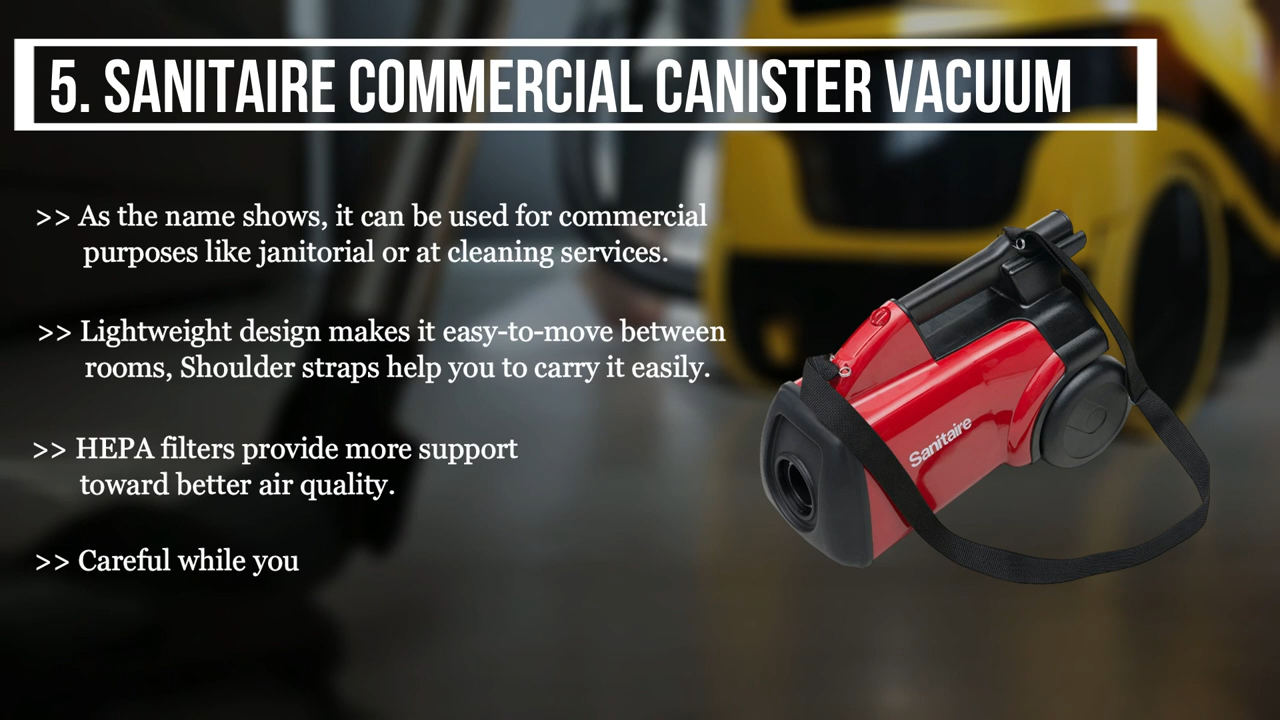 5. SANITAIRE COMMERCIAL CANISTER VACUUM
>> As the name shows, it can be used for commercial
purposes like janitorial or at cleaning services.
>> Lightweight design makes it easy-to-move between
rooms, Shoulder straps help you to carry it easily.
>> HEPA filters provide more support
toward better air quality.
>> Careful while you
Sanitaire